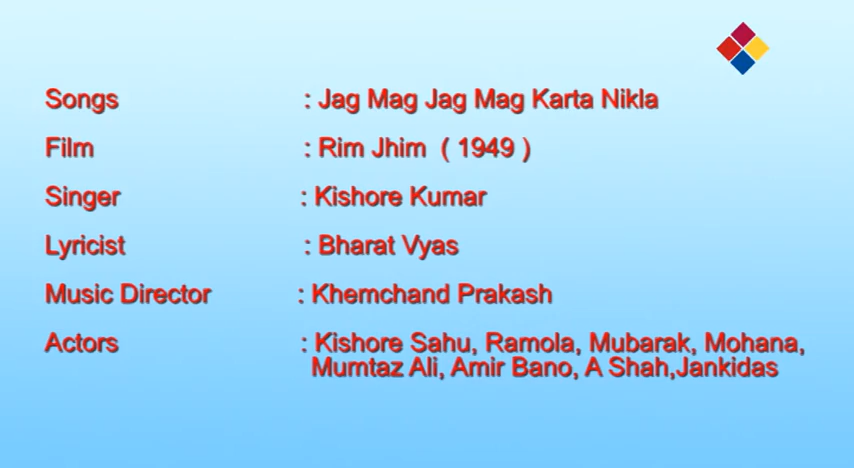 Songs : Jag Mag Jag Mag Karta Nikla
Film : Rim Jhim ( 1949 )
Singer : Kishore Kumar
Lyricist : Bharat Vyas
Music Director : Khemchand Prakash
Actors : Kishore Sahu, Ramola, Mubarak, Mohana,
Mumtaz Ali, Amir Bano, A Shah,Jankidas